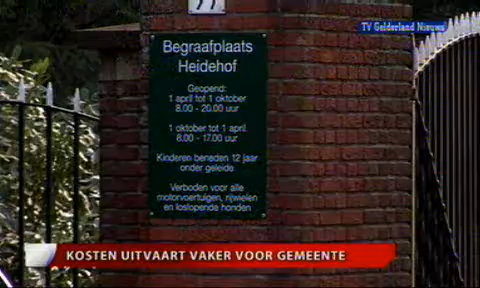 TV Gelderland Nieuws
Begraafplaats
Heidehof
Geopend:
1 april tot 1 oktober
8.00 - 20.00 uur
1 oktober tot 1 april
8.00 - 17.00 uur
Kinderen beneden 12 jaar
onder geleide
Verboden voor alle
motorvoertuigen, rijwielen
en loslopende honden
KOSTEN UITVAART VAKER VOOR GEMEENTE